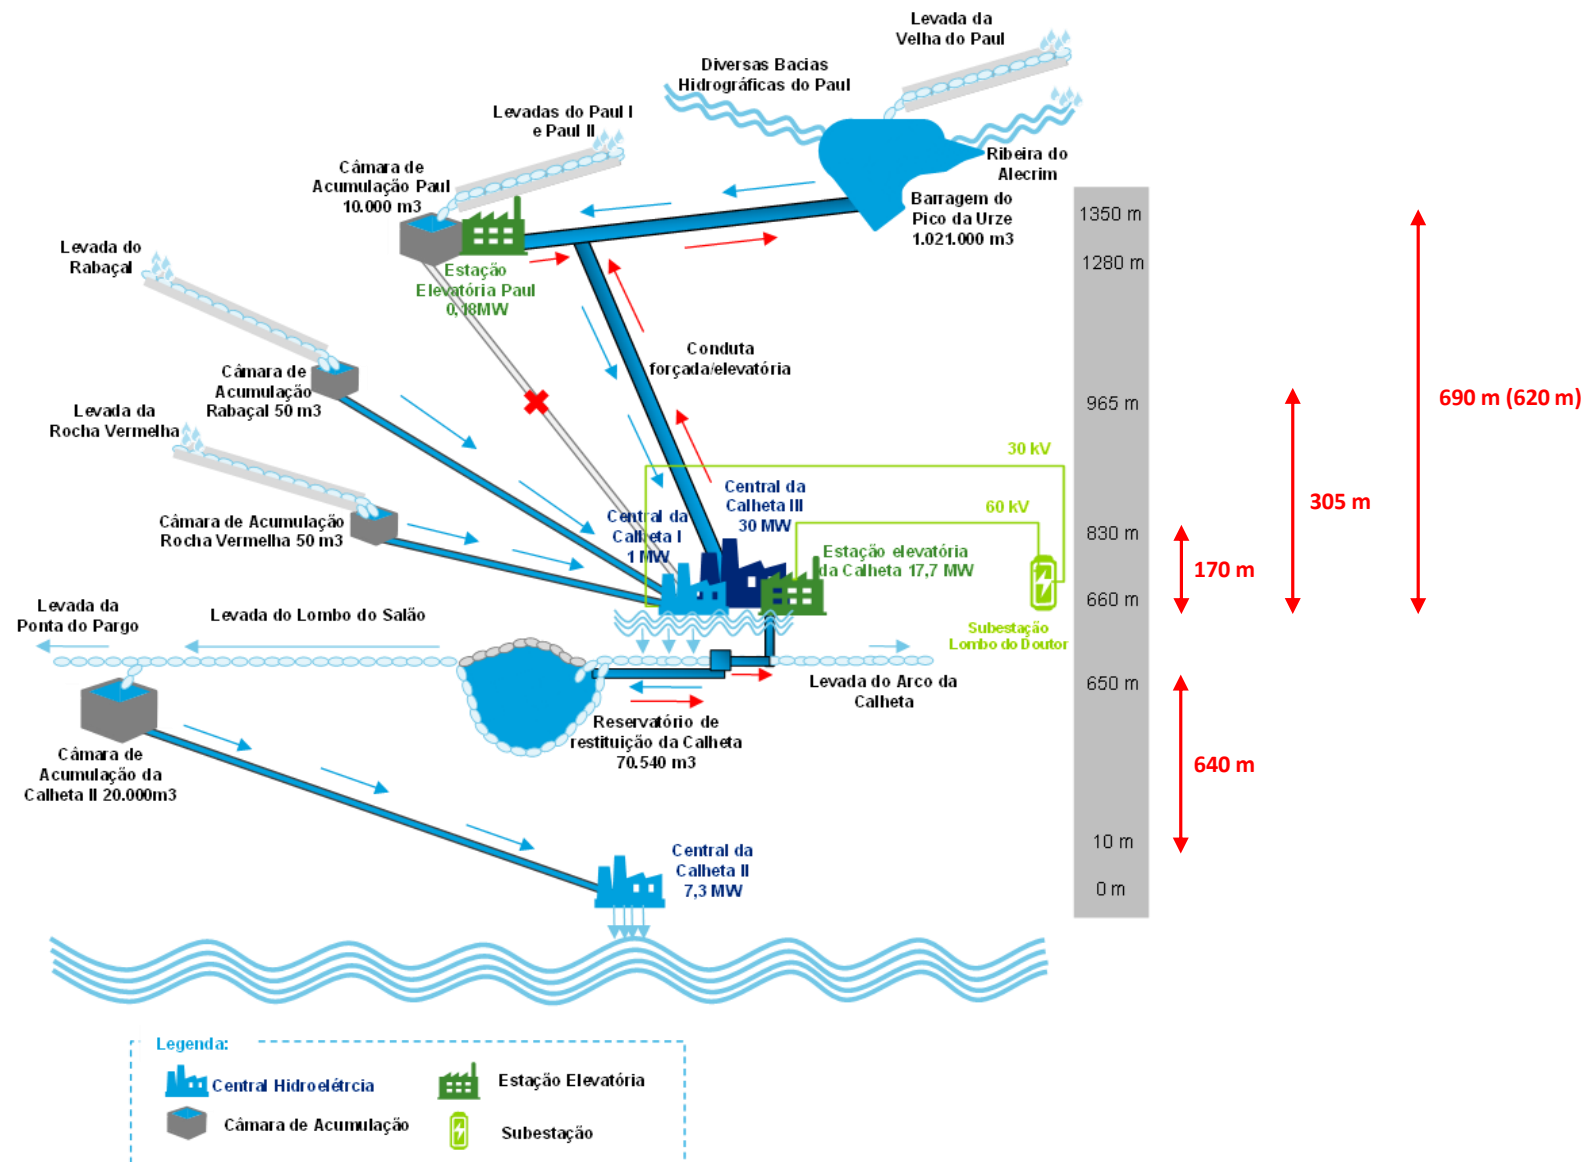 Levada da
Velha do Paul
Diversas Bacias
Hidrográficas do Paul
Levadas do Paul I
e Paul II
Ribeira do
Alecrim
Câmara de
Acumulação Paul
10.000 m3
Barragem do
Pico da Urze
1.021.000 m3
1350 m
1280 m
965 m
830 m
660 m
650 m
10 m
0 m
690 m (620 m)
305 m
170 m
640 m
Levada do
Rabaçal
Estação
Elevatória Paul
0,18MW
Conduta
forçada/elevatória
Câmara de
Acumulação
Rabaçal 50 m3
Levada da
Rocha Vermelha
30 kV
Central da
Calheta III
30 MW
60 kV
Central da
Calheta I
1 MW
Câmara de Acumulação
Rocha Vermelha 50 m3
Estação elevatória
da Calheta 17,7 MW
Levada da
Ponta do Pargo
Levada do Lombo do Salão
Subestação
Lombo do Doutor
Levada do Arco da
Calheta
Reservatório de
restituição da Calheta
70.540 m3
Câmara de
Acumulação da
Calheta II 20.000m3
Central da
Calheta II
7,3 MW
Legenda:
Central Hidroelétrcia
Estação Elevatória
Câmara de Acumulação
Subestação